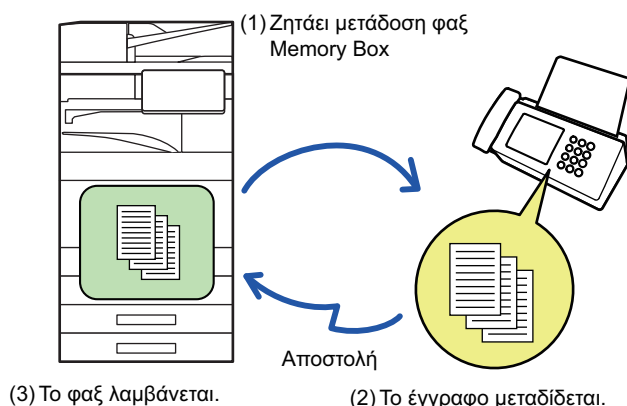 (1) Ζητάει μετάδοση φαξ
Memory Box
Αποστολή
(3) Το φαξ λαμβάνεται.
(2) Το έγγραφο μεταδίδεται.